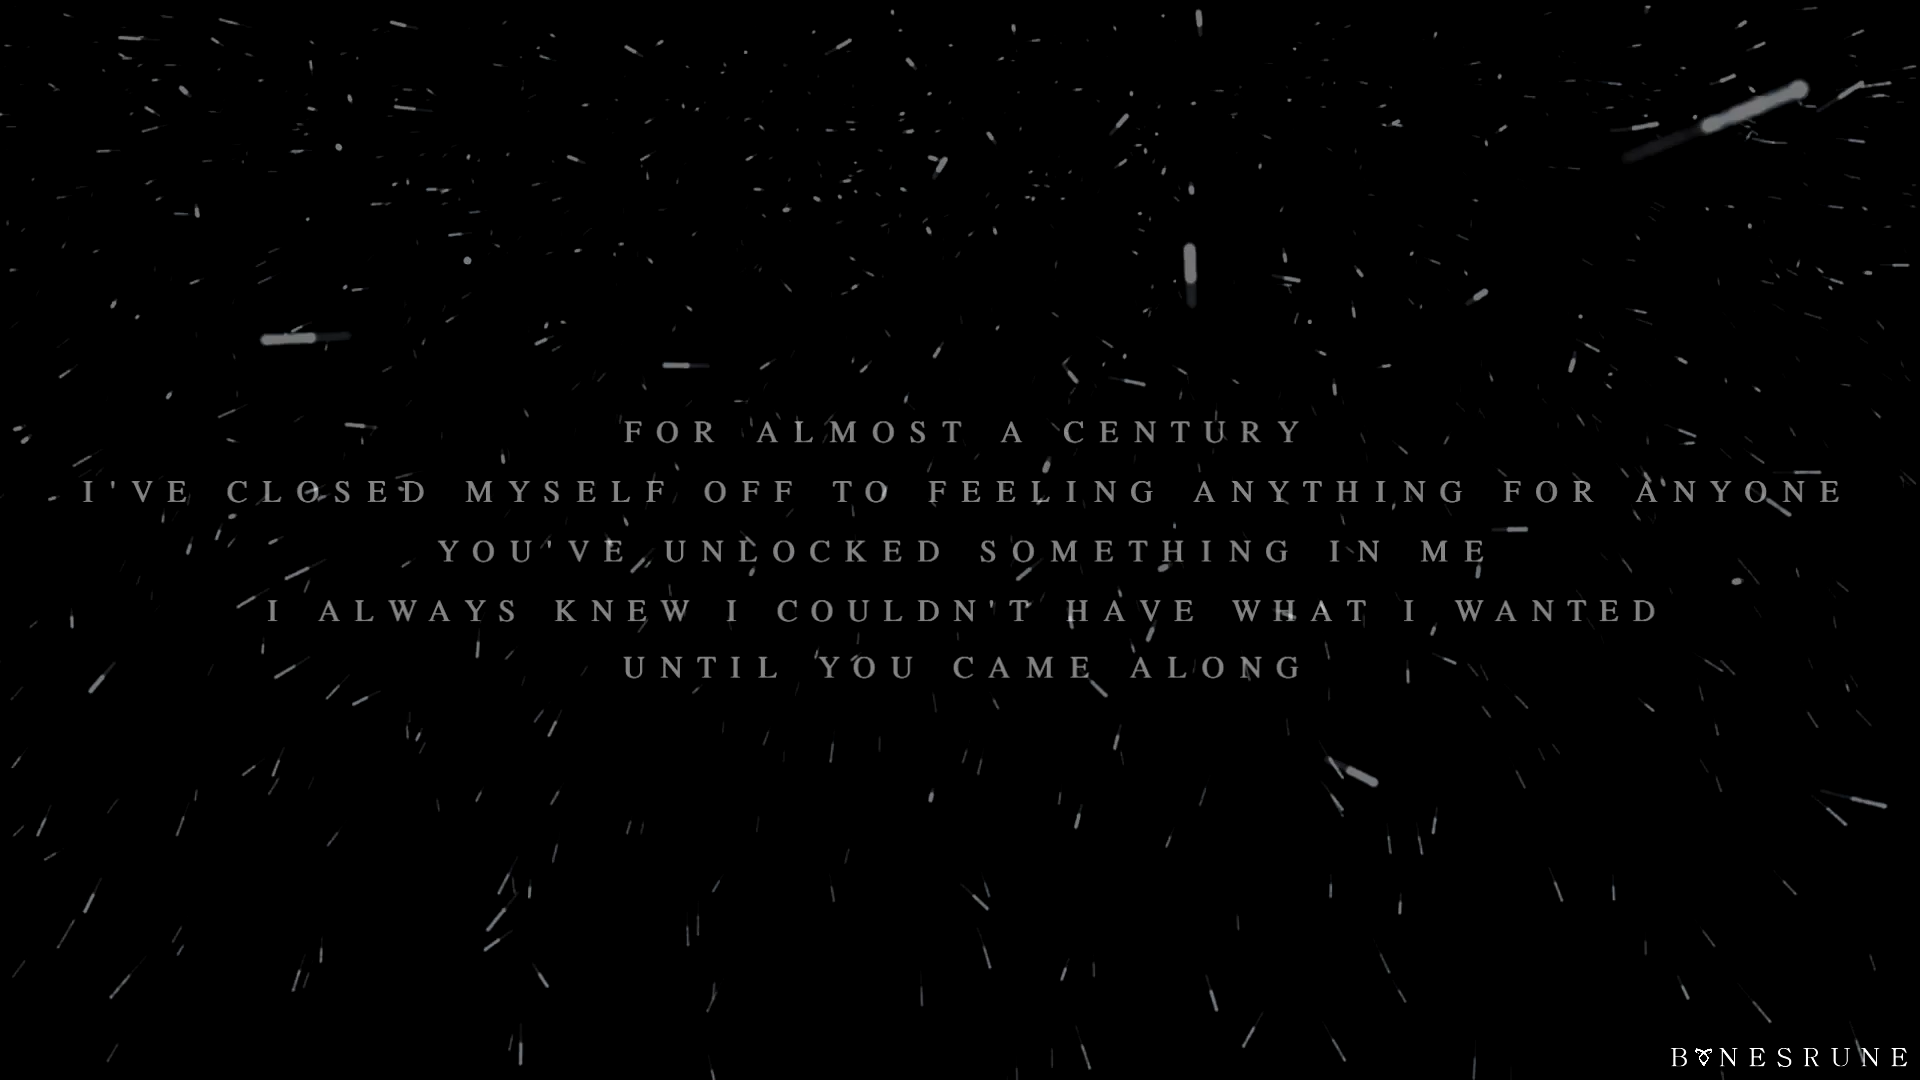 FOR ALMOST A CENTURY
I'VE CLOSED MYSELF OFF TO FEELING ANYTHING FOR ANYONE
YOU'VE UNLOCKED SOMETHING IN ME
I ALWAYS KNEW I COULDN'T HAVE WHAT I WANTED
UNTIL YOU CAME ALONG
BONESRUNE